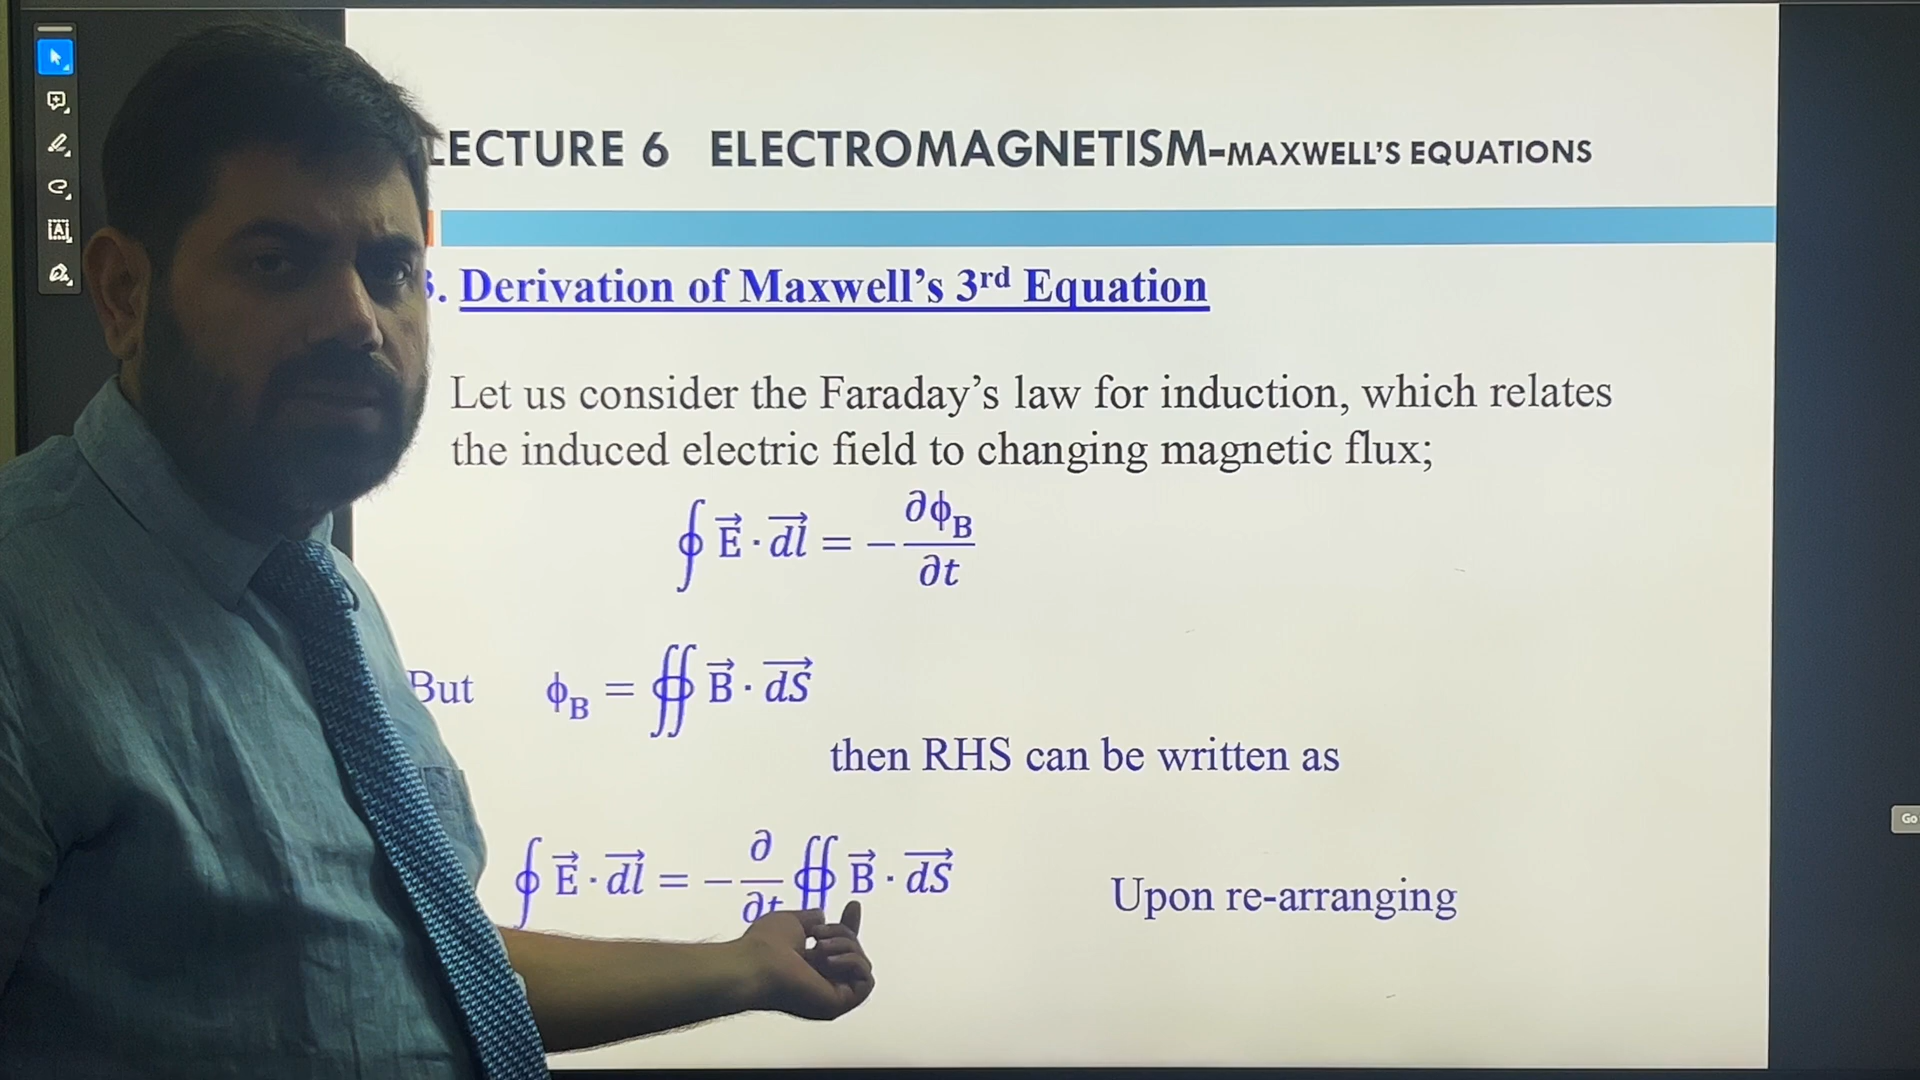 LECTURE 6 ELECTROMAGNETISM-MAXWELL'S EQUATIONS
3. Derivation of Maxwell's 3rd Equation
Let us consider the Faraday's law for induction, which relates
the induced electric field to changing magnetic flux;
∮ E⃗ · dl⃗ = − ∂ϕB/∂t
But ϕB = ∯ B⃗ · dS⃗
then RHS can be written as
∮ E⃗ · dl⃗ = − ∂/∂t ∯ B⃗ · dS⃗ Upon re-arranging
Go